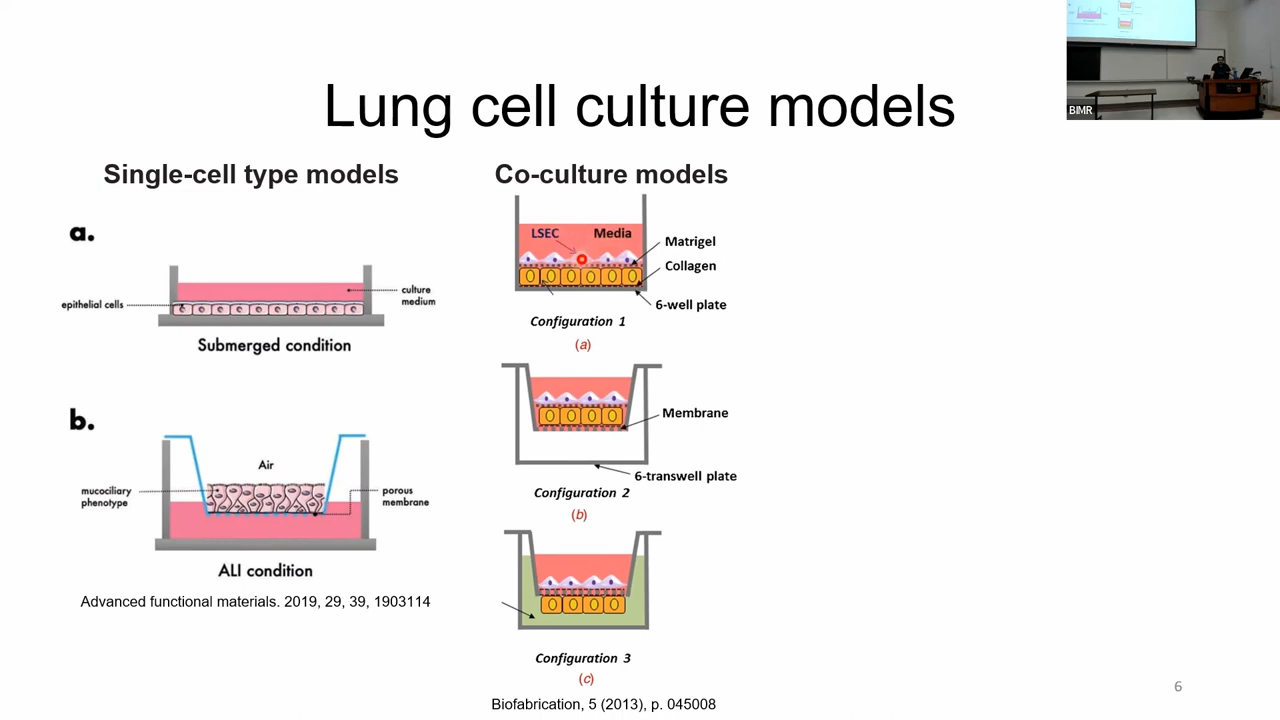 BIMR
Lung cell culture models
Single-cell type models
a.
epithelial cells
culture
medium
Submerged condition
b.
Air
mucociliary
phenotype
porous
membrane
ALI condition
Advanced functional materials. 2019, 29, 39, 1903114
Co-culture models
LSEC
Media
Matrigel
Collagen
6-well plate
Configuration 1
(a)
Membrane
6-transwell plate
Configuration 2
(b)
Configuration 3
(c)
Biofabrication, 5 (2013), p. 045008
6